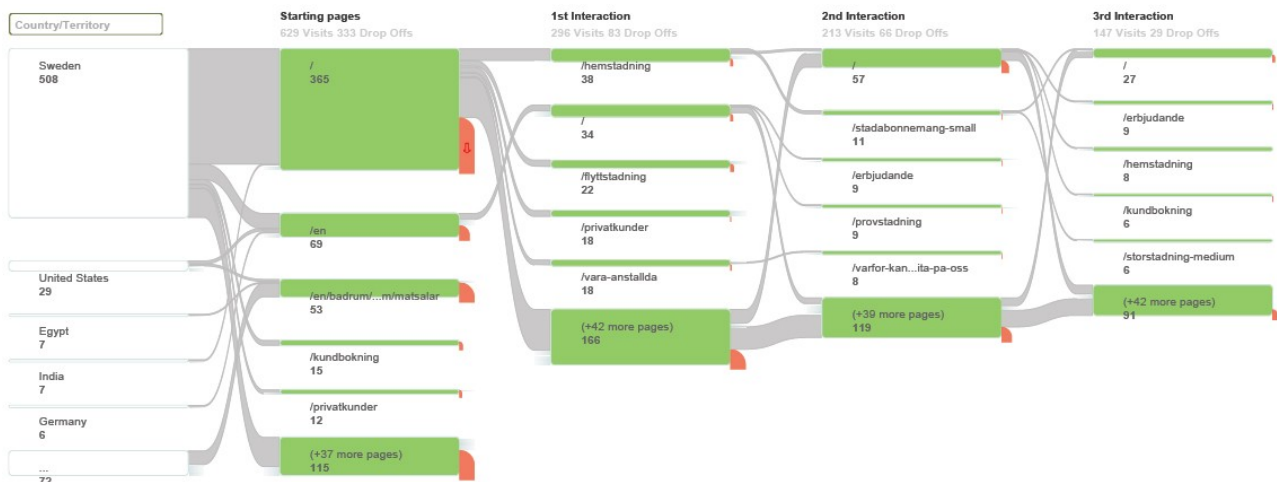 Country/Territory
Sweden
508
United States
29
Egypt
7
India
7
Germany
6
...
72
Starting pages
629 Visits 333 Drop Offs
/
365
/en
69
/en/badrum/...m/matsalar
53
/kundbokning
15
/privatkunder
12
(+37 more pages)
115
1st Interaction
296 Visits 83 Drop Offs
/hemstadning
38
/
34
/flyttstadning
22
/privatkunder
18
/vara-anstallda
18
(+42 more pages)
166
2nd Interaction
213 Visits 66 Drop Offs
/
57
/stadabonnemang-small
11
/erbjudande
9
/provstadning
9
/varfor-kan...ita-pa-oss
8
(+39 more pages)
119
3rd Interaction
147 Visits 29 Drop Offs
/
27
/erbjudande
9
/hemstadning
8
/kundbokning
6
/storstadning-medium
6
(+42 more pages)
91